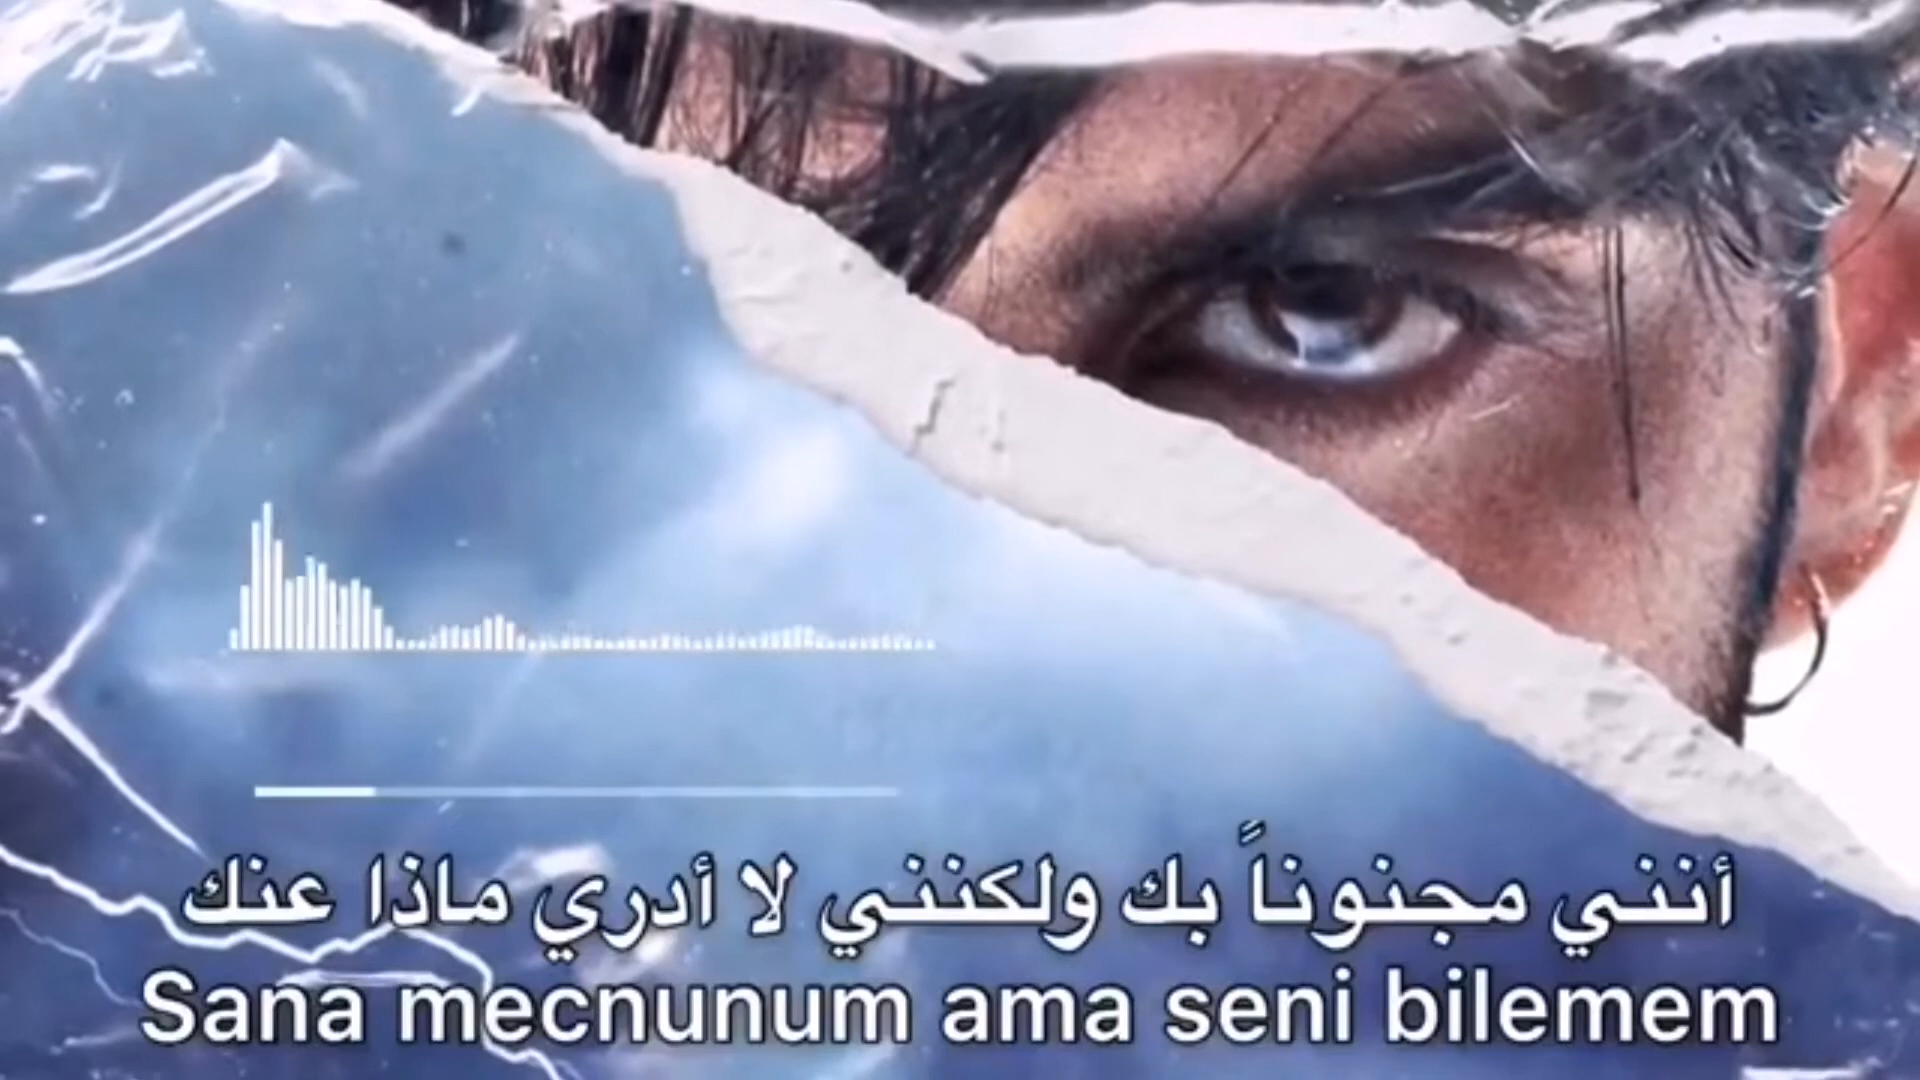 أنني مجنوناً بك ولكنني لا أدري ماذا عنك
Sana mecnunum ama seni bilemem